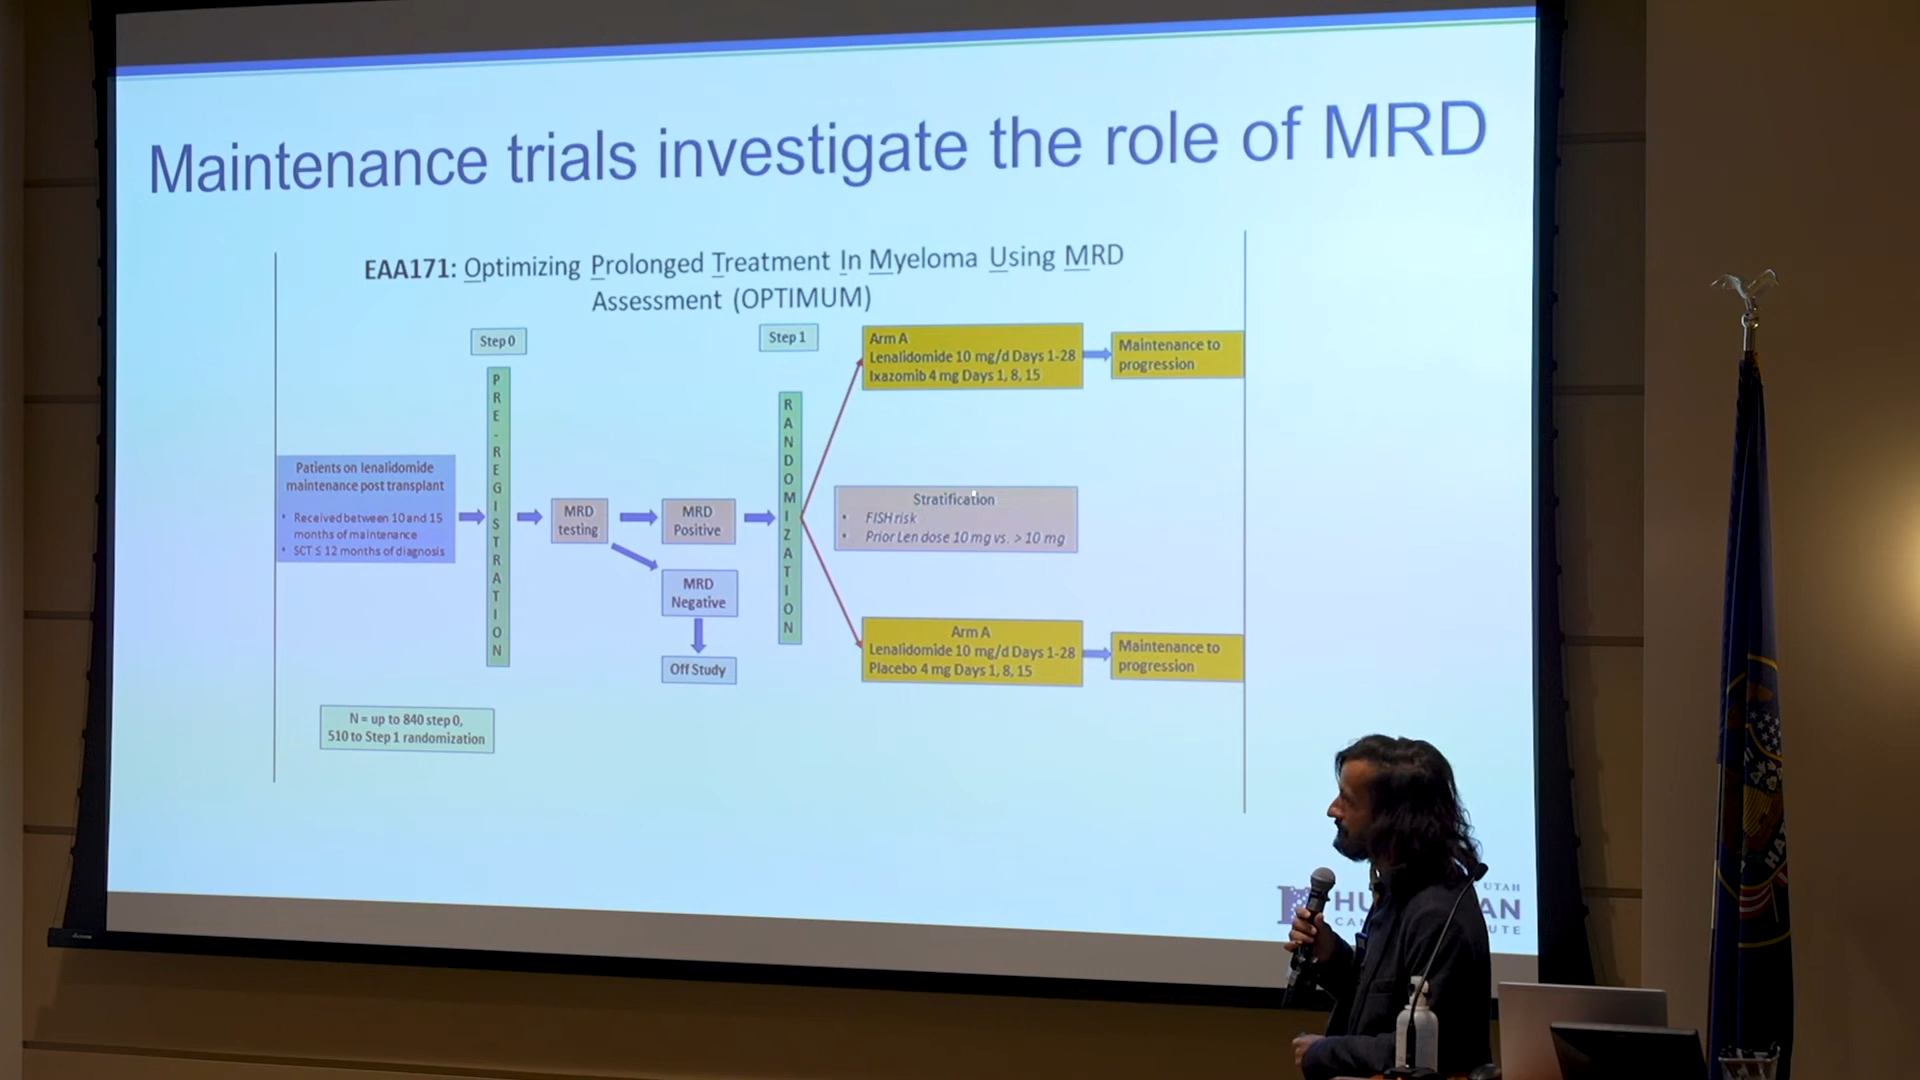 Maintenance trials investigate the role of MRD
EAA171: Optimizing Prolonged Treatment In Myeloma Using MRD
Assessment (OPTIMUM)
Step 0
Step 1
PRE-REGISTRATION
RANDOMIZATION
Patients on lenalidomide
maintenance post transplant
• Received between 10 and 15
months of maintenance
• SCT ≤ 12 months of diagnosis
MRD
testing
MRD
Positive
MRD
Negative
Off Study
Arm A
Lenalidomide 10 mg/d Days 1-28
Ixazomib 4 mg Days 1, 8, 15
Maintenance to
progression
Stratification
• FISH risk
• Prior Len dose 10 mg vs. > 10 mg
Arm A
Lenalidomide 10 mg/d Days 1-28
Placebo 4 mg Days 1, 8, 15
Maintenance to
progression
N = up to 840 step 0,
510 to Step 1 randomization
UTAH